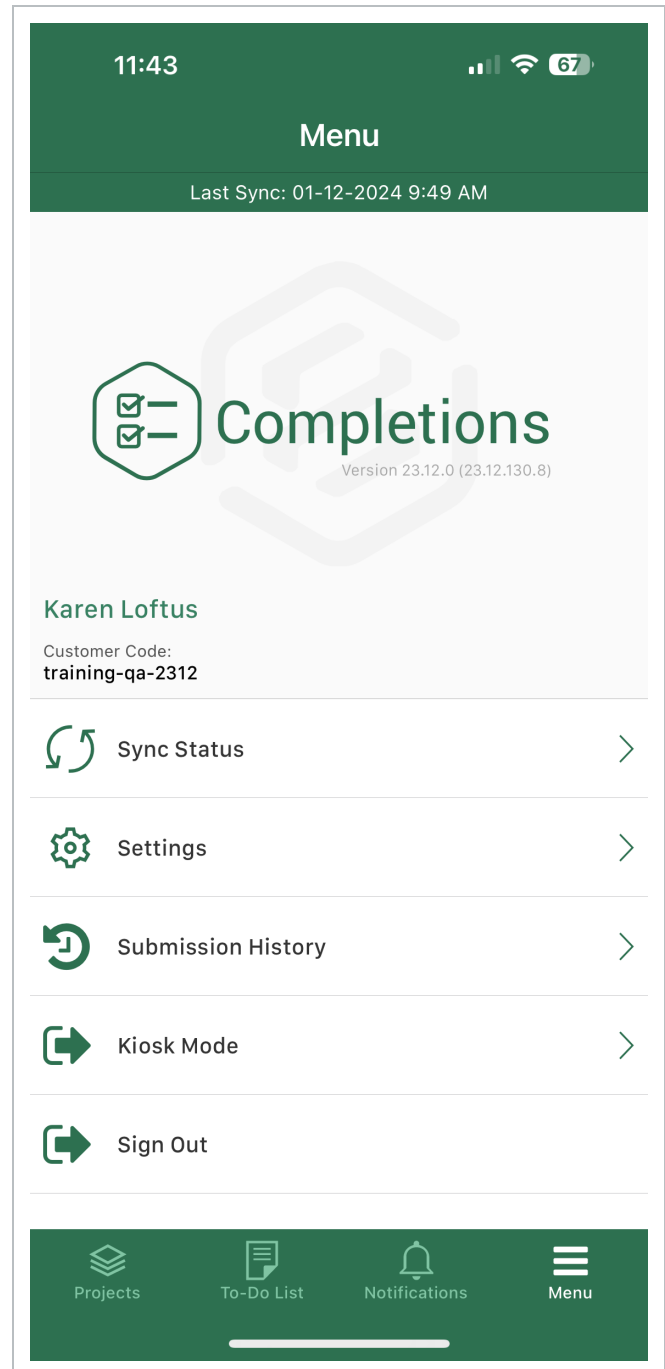 11:43
67
Menu
Last Sync: 01-12-2024 9:49 AM
Completions
Version 23.12.0 (23.12.130.8)
Karen Loftus
Customer Code:
training-qa-2312
Sync Status
Settings
Submission History
Kiosk Mode
Sign Out
Projects To-Do List Notifications Menu